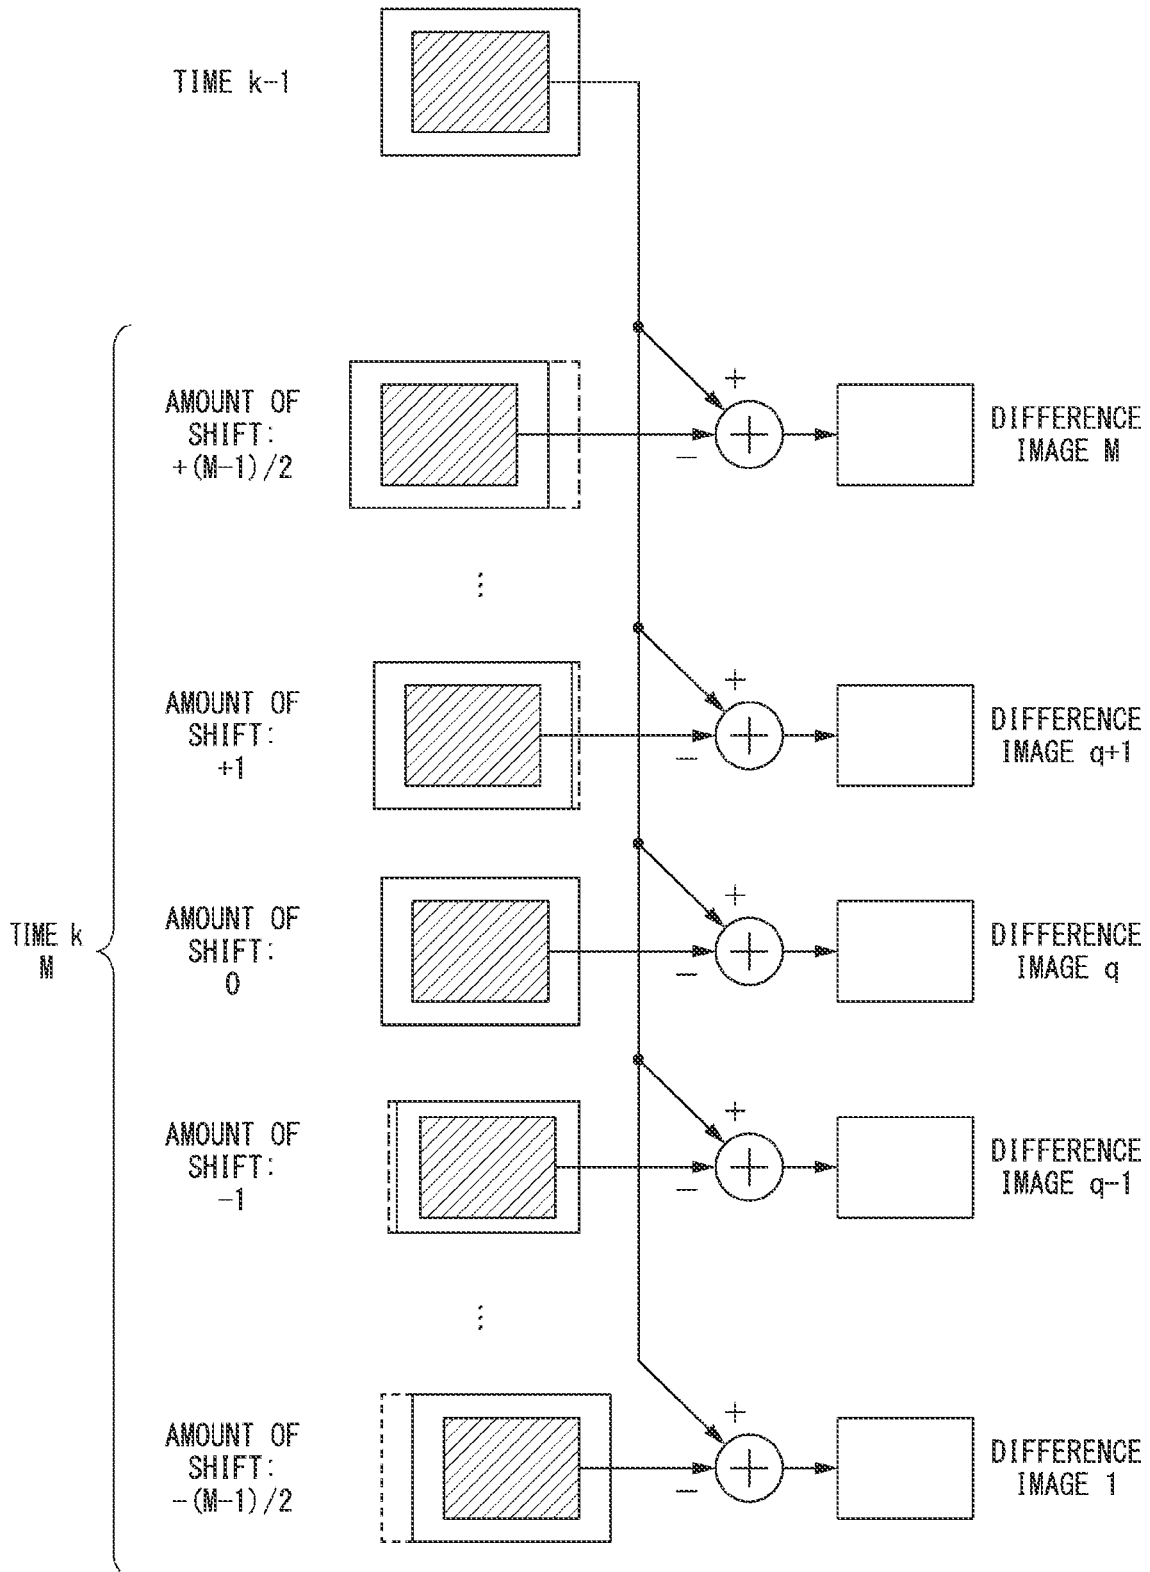 TIME k-1
AMOUNT OF
SHIFT:
+(M-1)/2
+
−
DIFFERENCE
IMAGE M
⋮
AMOUNT OF
SHIFT:
+1
+
−
DIFFERENCE
IMAGE q+1
TIME k
M
AMOUNT OF
SHIFT:
0
+
−
DIFFERENCE
IMAGE q
AMOUNT OF
SHIFT:
-1
+
−
DIFFERENCE
IMAGE q-1
⋮
AMOUNT OF
SHIFT:
-(M-1)/2
+
−
DIFFERENCE
IMAGE 1